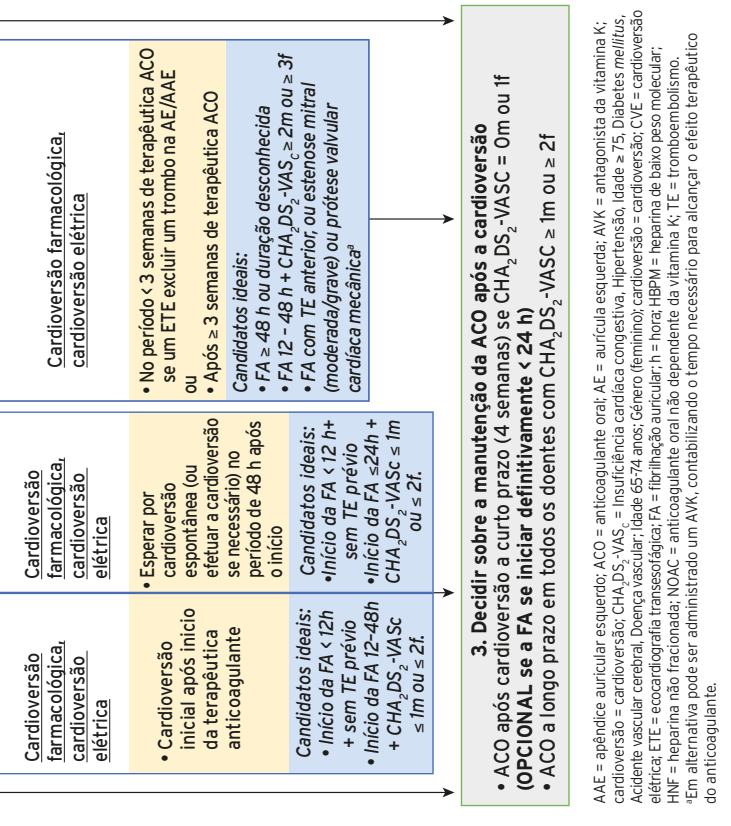 Cardioversão
farmacológica,
cardioversão
elétrica
• Cardioversão
inicial após inicio
da terapêutica
anticoagulante
Candidatos ideais:
• Início da FA < 12h
+ sem TE prévio
• Início da FA 12–48h
+ CHA2DS2-VASc
≤ 1m ou ≤ 2f.
Cardioversão
farmacológica,
cardioversão
elétrica
• Esperar por
cardioversão
espontânea (ou
efetuar a cardioversão
se necessário) no
período de 48 h após
o início
Candidatos ideais:
•Início da FA < 12 h+
sem TE prévio
•Início da FA ≤24h +
CHA2DS2-VASc ≤ 1m
ou ≤ 2f.
Cardioversão farmacológica,
cardioversão elétrica
• No período < 3 semanas de terapêutica ACO
se um ETE excluir um trombo na AE/AAE
ou
• Após ≥ 3 semanas de terapêutica ACO
Candidatos ideais:
• FA ≥ 48 h ou duração desconhecida
• FA 12 – 48 h + CHA2DS2-VASc ≥ 2m ou ≥ 3f
• FA com TE anterior, ou estenose mitral
(moderada/grave) ou prótese valvular
cardíaca mecânicaª
3. Decidir sobre a manutenção da ACO após a cardioversão
• ACO após cardioversão a curto prazo (4 semanas) se CHA2DS2-VASC = 0m ou 1f
(OPCIONAL se a FA se iniciar definitivamente < 24 h)
• ACO a longo prazo em todos os doentes com CHA2DS2-VASC ≥ 1m ou ≥ 2f
AAE = apêndice auricular esquerdo; ACO = anticoagulante oral; AE = aurícula esquerda; AVK = antagonista da vitamina K;
cardioversão = cardioversão; CHA2DS2-VASc = Insuficiência cardíaca congestiva, Hipertensão, Idade ≥ 75, Diabetes mellitus,
Acidente vascular cerebral, Doença vascular; Idade 65-74 anos; Género (feminino); cardioversão = cardioversão; CVE = cardioversão
elétrica; ETE = ecocardiografia transesofágica; FA = fibrilhação auricular; h = hora; HBPM = heparina de baixo peso molecular;
HNF = heparina não fracionada; NOAC = anticoagulante oral não dependente da vitamina K; TE = tromboembolismo.
ªEm alternativa pode ser administrado um AVK, contabilizando o tempo necessário para alcançar o efeito terapêutico
do anticoagulante.